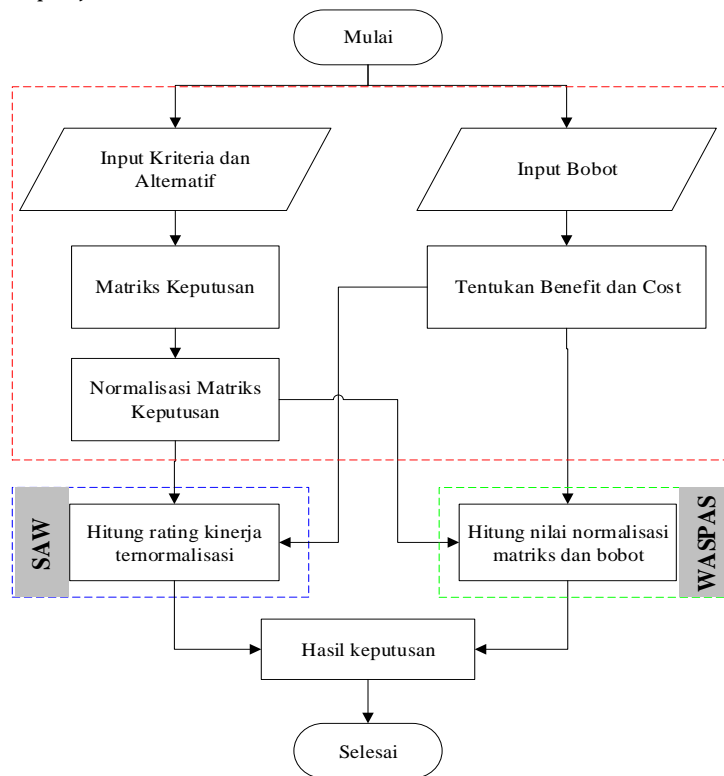 Mulai
Input Kriteria dan
Alternatif
Input Bobot
Matriks Keputusan
Tentukan Benefit dan Cost
Normalisasi Matriks
Keputusan
SAW
Hitung rating kinerja
ternormalisasi
Hitung nilai normalisasi
matriks dan bobot
WASPAS
Hasil keputusan
Selesai